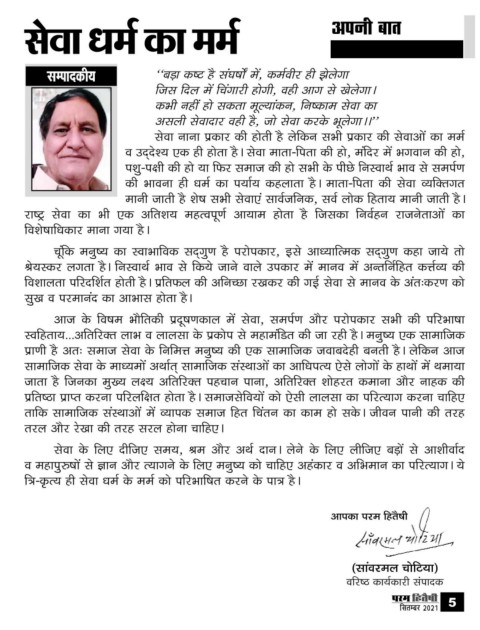 सेवा धर्म का मर्म
अपनी बात
सम्पादकीय
‘‘बड़ा कष्ट है संघर्षों में, कर्मवीर ही झेलेगा
जिस दिल में चिंगारी होगी, वही आग से खेलेगा।
कभी नहीं हो सकता मूल्यांकन, निष्काम सेवा का
असली सेवादार वही है, जो सेवा करके भूलेगा।।’’
सेवा नाना प्रकार की होती है लेकिन सभी प्रकार की सेवाओं का मर्म
व उद्देश्य एक ही होता है। सेवा माता-पिता की हो, मंदिर में भगवान की हो,
पशु-पक्षी की हो या फिर समाज की हो सभी के पीछे निस्वार्थ भाव से समर्पण
की भावना ही धर्म का पर्याय कहलाता है। माता-पिता की सेवा व्यक्तिगत
मानी जाती है शेष सभी सेवाएं सार्वजनिक, सर्व लोक हिताय मानी जाती है।
राष्ट्र सेवा का भी एक अतिशय महत्वपूर्ण आयाम होता है जिसका निर्वहन राजनेताओं का
विशेषाधिकार माना गया है।
चूंकि मनुष्य का स्वाभाविक सद्‌गुण है परोपकार, इसे आध्यात्मिक सद्‌गुण कहा जाये तो
श्रेयस्कर लगता है। निस्वार्थ भाव से किये जाने वाले उपकार में मानव में अन्तर्निहित कर्त्तव्य की
विशालता परिदर्शित होती है। प्रतिफल की अनिच्छा रखकर की गई सेवा से मानव के अंतःकरण को
सुख व परमानंद का आभास होता है।
आज के विषम भौतिकी प्रदूषणकाल में सेवा, समर्पण और परोपकार सभी की परिभाषा
स्वहिताय...अतिरिक्त लाभ व लालसा के प्रकोप से महामंडित की जा रही है। मनुष्य एक सामाजिक
प्राणी है अतः समाज सेवा के निमित्त मनुष्य की एक सामाजिक जवाबदेही बनती है। लेकिन आज
सामाजिक सेवा के माध्यमों अर्थात् सामाजिक संस्थाओं का आधिपत्य ऐसे लोगों के हाथों में थमाया
जाता है जिनका मुख्य लक्ष्य अतिरिक्त पहचान पाना, अतिरिक्त शोहरत कमाना और नाहक की
प्रतिष्ठा प्राप्त करना परिलक्षित होता है। समाजसेवियों को ऐसी लालसा का परित्याग करना चाहिए
ताकि सामाजिक संस्थाओं में व्यापक समाज हित चिंतन का काम हो सके। जीवन पानी की तरह
तरल और रेखा की तरह सरल होना चाहिए।
सेवा के लिए दीजिए समय, श्रम और अर्थ दान। लेने के लिए लीजिए बड़ों से आशीर्वाद
व महापुरुषों से ज्ञान और त्यागने के लिए मनुष्य को चाहिए अहंकार व अभिमान का परित्याग। ये
त्रि-कृत्य ही सेवा धर्म के मर्म को परिभाषित करने के पात्र है।
आपका परम हितैषी
साँवरमल चोटिया
(सांवरमल चोटिया)
वरिष्ठ कार्यकारी संपादक
परम हितैषी
सितम्बर 2021 5